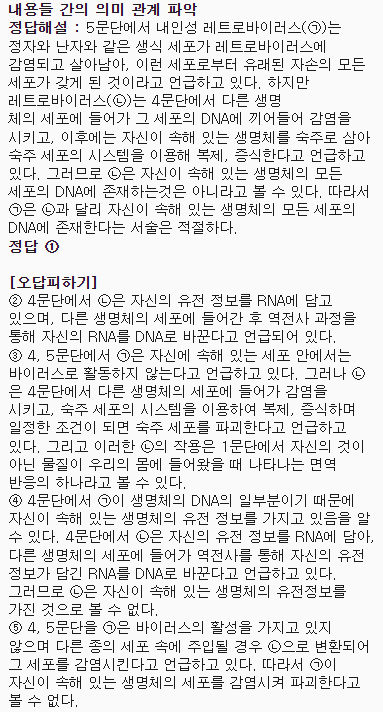 내용들 간의 의미 관계 파악
정답해설 : 5문단에서 내인성 레트로바이러스(㉠)는
정자와 난자와 같은 생식 세포가 레트로바이러스에
감염되고 살아남아, 이런 세포로부터 유래된 자손의 모든
세포가 갖게 된 것이라고 언급하고 있다. 하지만
레트로바이러스(㉡)는 4문단에서 다른 생명
체의 세포에 들어가 그 세포의 DNA에 끼어들어 감염을
시키고, 이후에는 자신이 속해 있는 생명체를 숙주로 삼아
숙주 세포의 시스템을 이용해 복제, 증식한다고 언급하고
있다. 그러므로 ㉡은 자신이 속해 있는 생명체의 모든
세포의 DNA에 존재하는것은 아니라고 볼 수 있다. 따라서
㉠은 ㉡과 달리 자신이 속해 있는 생명체의 모든 세포의
DNA에 존재한다는 서술은 적절하다.
정답 ①
[오답피하기]
② 4문단에서 ㉡은 자신의 유전 정보를 RNA에 담고
있으며, 다른 생명체의 세포에 들어간 후 역전사 과정을
통해 자신의 RNA를 DNA로 바꾼다고 언급되어 있다.
③ 4, 5문단에서 ㉠은 자신에 속해 있는 세포 안에서는
바이러스로 활동하지 않는다고 언급하고 있다. 그러나 ㉡
은 4문단에서 다른 생명체의 세포에 들어가 감염을
시키고, 숙주 세포의 시스템을 이용하여 복제, 증식하며
일정한 조건이 되면 숙주 세포를 파괴한다고 언급하고
있다. 그리고 이러한 ㉡의 작용은 1문단에서 자신의 것이
아닌 물질이 우리의 몸에 들어왔을 때 나타나는 면역
반응의 하나라고 볼 수 있다.
④ 4문단에서 ㉠이 생명체의 DNA의 일부분이기 때문에
자신이 속해 있는 생명체의 유전 정보를 가지고 있음을 알
수 있다. 4문단에서 ㉡은 자신의 유전 정보를 RNA에 담아,
다른 생명체의 세포에 들어가 역전사를 통해 자신의 유전
정보가 담긴 RNA를 DNA로 바꾼다고 언급하고 있다.
그러므로 ㉡은 자신이 속해 있는 생명체의 유전정보를
가진 것으로 볼 수 없다.
⑤ 4, 5문단을 ㉠은 바이러스의 활성을 가지고 있지
않으며 다른 종의 세포 속에 주입될 경우 ㉡으로 변환되어
그 세포를 감염시킨다고 언급하고 있다. 따라서 ㉠이
자신이 속해 있는 생명체의 세포를 감염시켜 파괴한다고
볼 수 없다.